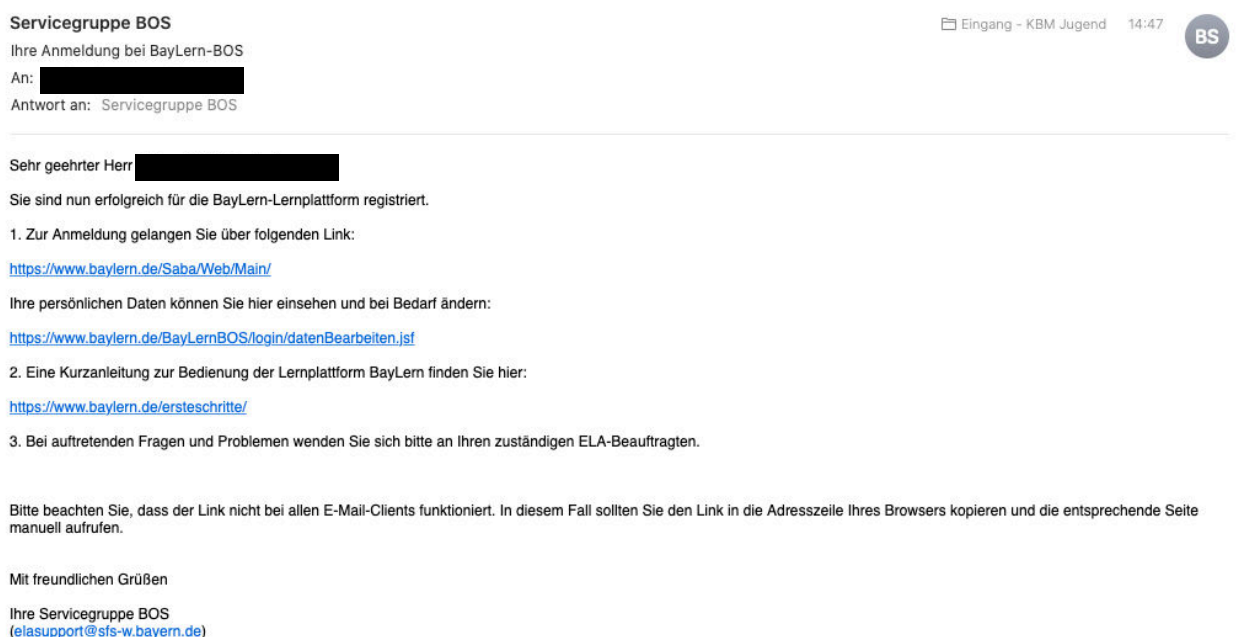 Servicegruppe BOS
Eingang - KBM Jugend 14:47
BS
Ihre Anmeldung bei BayLern-BOS
An:
Antwort an: Servicegruppe BOS
Sehr geehrter Herr
Sie sind nun erfolgreich für die BayLern-Lernplattform registriert.
1. Zur Anmeldung gelangen Sie über folgenden Link:
https://www.baylern.de/Saba/Web/Main/
Ihre persönlichen Daten können Sie hier einsehen und bei Bedarf ändern:
https://www.baylern.de/BayLernBOS/login/datenBearbeiten.jsf
2. Eine Kurzanleitung zur Bedienung der Lernplattform BayLern finden Sie hier:
https://www.baylern.de/ersteschritte/
3. Bei auftretenden Fragen und Problemen wenden Sie sich bitte an Ihren zuständigen ELA-Beauftragten.
Bitte beachten Sie, dass der Link nicht bei allen E-Mail-Clients funktioniert. In diesem Fall sollten Sie den Link in die Adresszeile Ihres Browsers kopieren und die entsprechende Seite
manuell aufrufen.
Mit freundlichen Grüßen
Ihre Servicegruppe BOS
(elasupport@sfs-w.bayern.de)